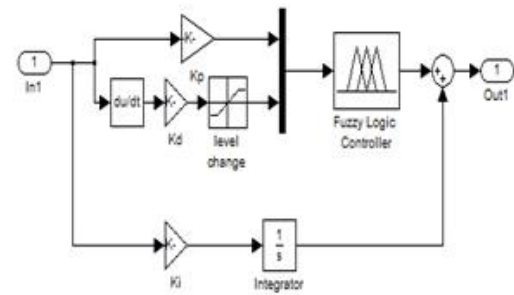 1
In1
-K-
Kp
du/dt
K-
Kd
level
change
Fuzzy Logic
Controller
+
+
1
Out1
K-
Ki
1
s
Integrator